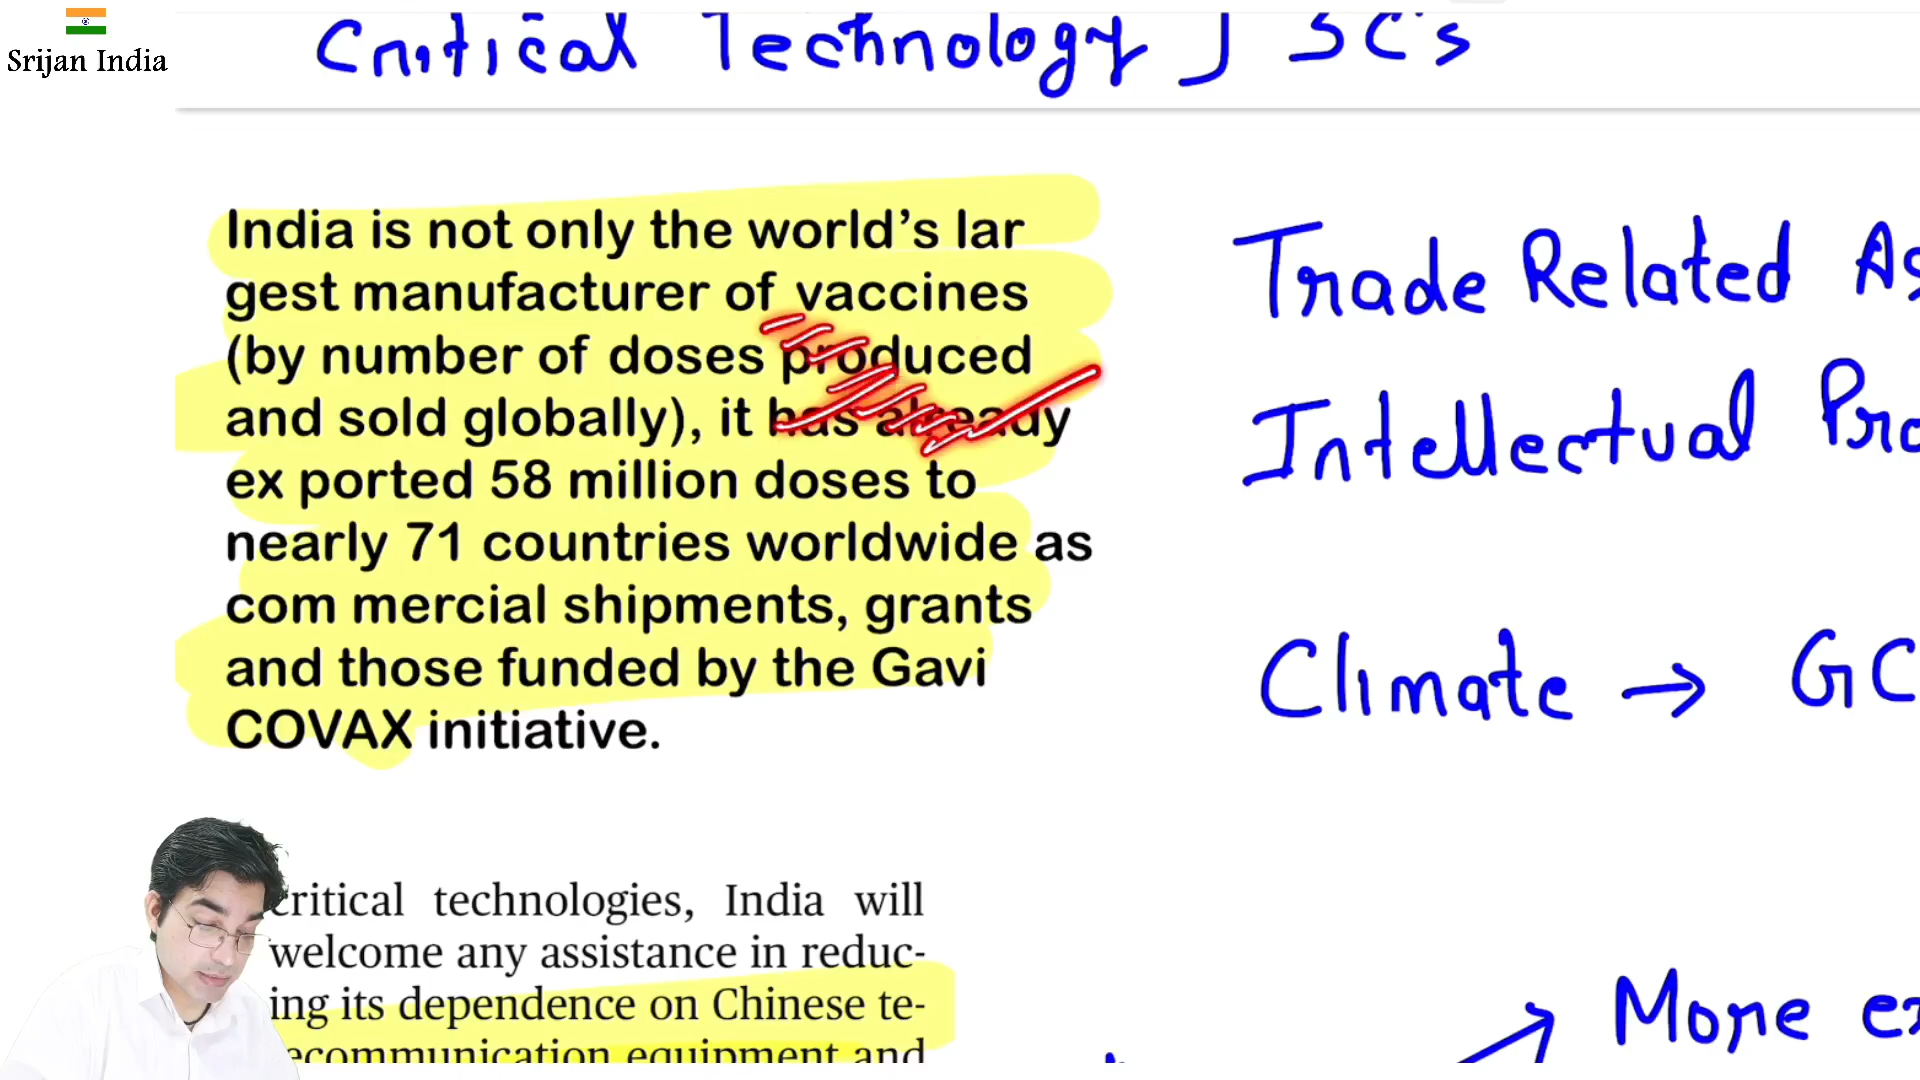 Srijan India
Critical Technology J SC's
India is not only the world's lar
gest manufacturer of vaccines
(by number of doses produced
and sold globally), it has already
ex ported 58 million doses to
nearly 71 countries worldwide as
com mercial shipments, grants
and those funded by the Gavi
COVAX initiative.
Trade Related
Intellectual
Climate → GC
critical technologies, India will
welcome any assistance in reduc-
ing its dependence on Chinese te-
ecommunication equipment and
More